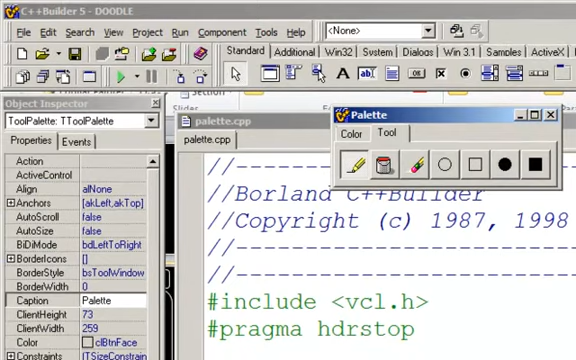 C++Builder 5 - DOODLE
File Edit Search View Project Run Component Tools <None>
Standard Additional Win32 System Dialogs Win 3.1 Samples ActiveX
Object Inspector
ToolPalette: TToolPalette
Properties Events
Action
ActiveControl
Align alNone
Anchors [akLeft,akTop]
AutoScroll false
AutoSize false
BiDiMode bdLeftToRight
BorderIcons []
BorderStyle bsToolWindow
BorderWidth 0
Caption Palette
ClientHeight 73
ClientWidth 259
Color clBtnFace
Constraints (TSizeConstrain
palette.cpp
palette.cpp
Palette
Color Tool
//
//Borland C++Builder
//Copyright (c) 1987, 1998
//
//
#include <vcl.h>
#pragma hdrstop